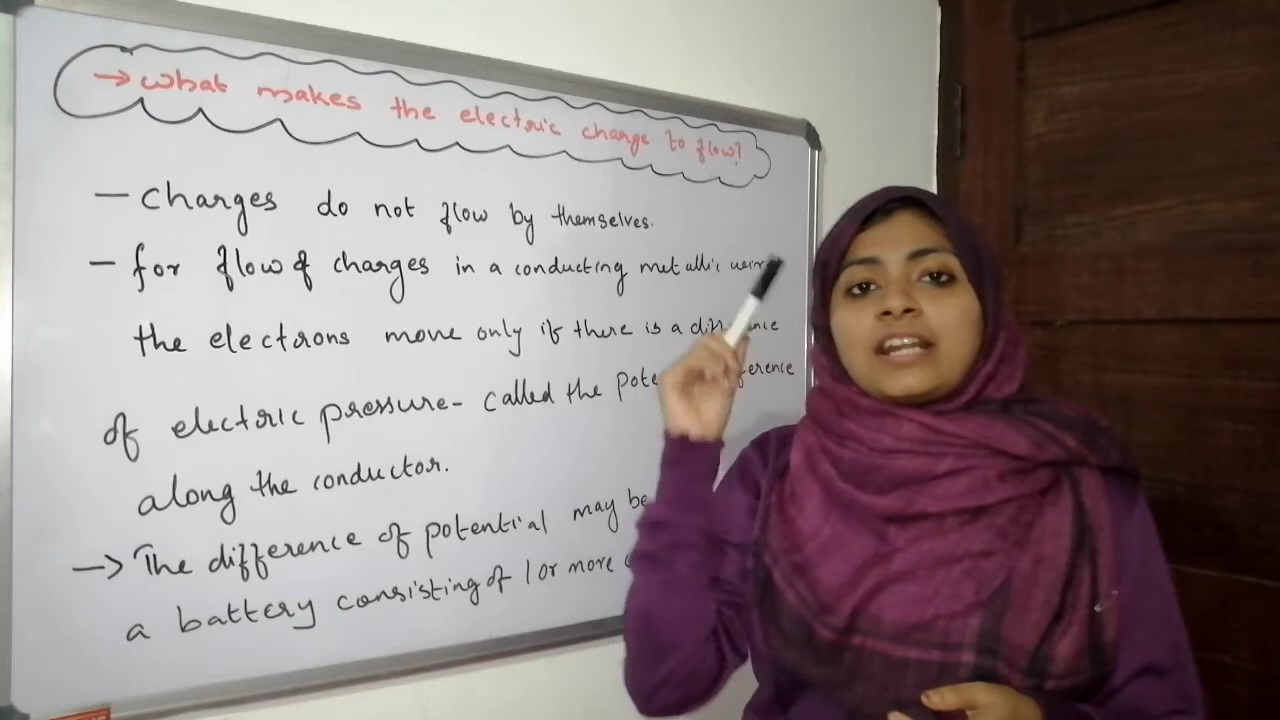 → What makes the electric charge to flow?
– Charges do not flow by themselves.
– for flow of charges in a conducting metallic
the electrons move only if there is a
of electric pressure- called the
along the conductor.
→ The difference of potential may be
a battery consisting of 1 or more